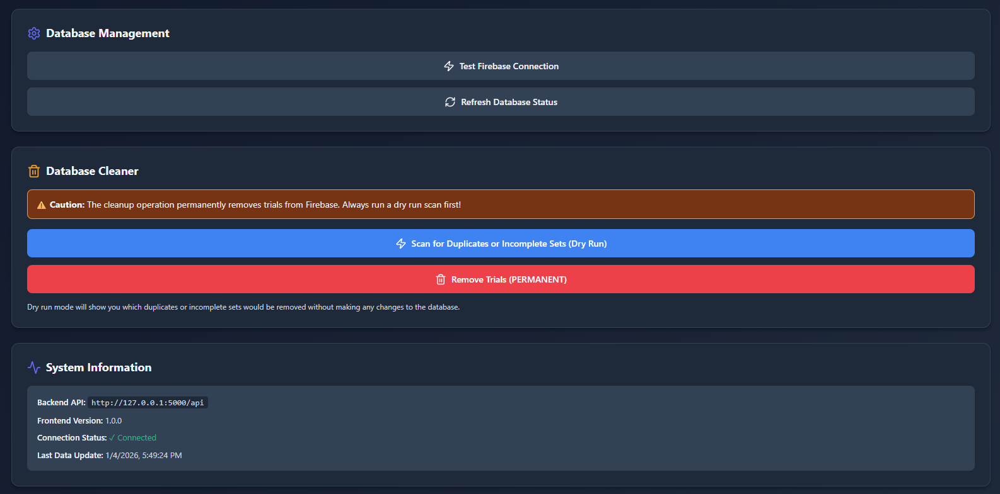 Database Management
Test Firebase Connection
Refresh Database Status
Database Cleaner
⚠ Caution: The cleanup operation permanently removes trials from Firebase. Always run a dry run scan first!
Scan for Duplicates or Incomplete Sets (Dry Run)
Remove Trials (PERMANENT)
Dry run mode will show you which duplicates or incomplete sets would be removed without making any changes to the database.
System Information
Backend API: http://127.0.0.1:5000/api
Frontend Version: 1.0.0
Connection Status: ✓ Connected
Last Data Update: 1/4/2026, 5:49:24 PM